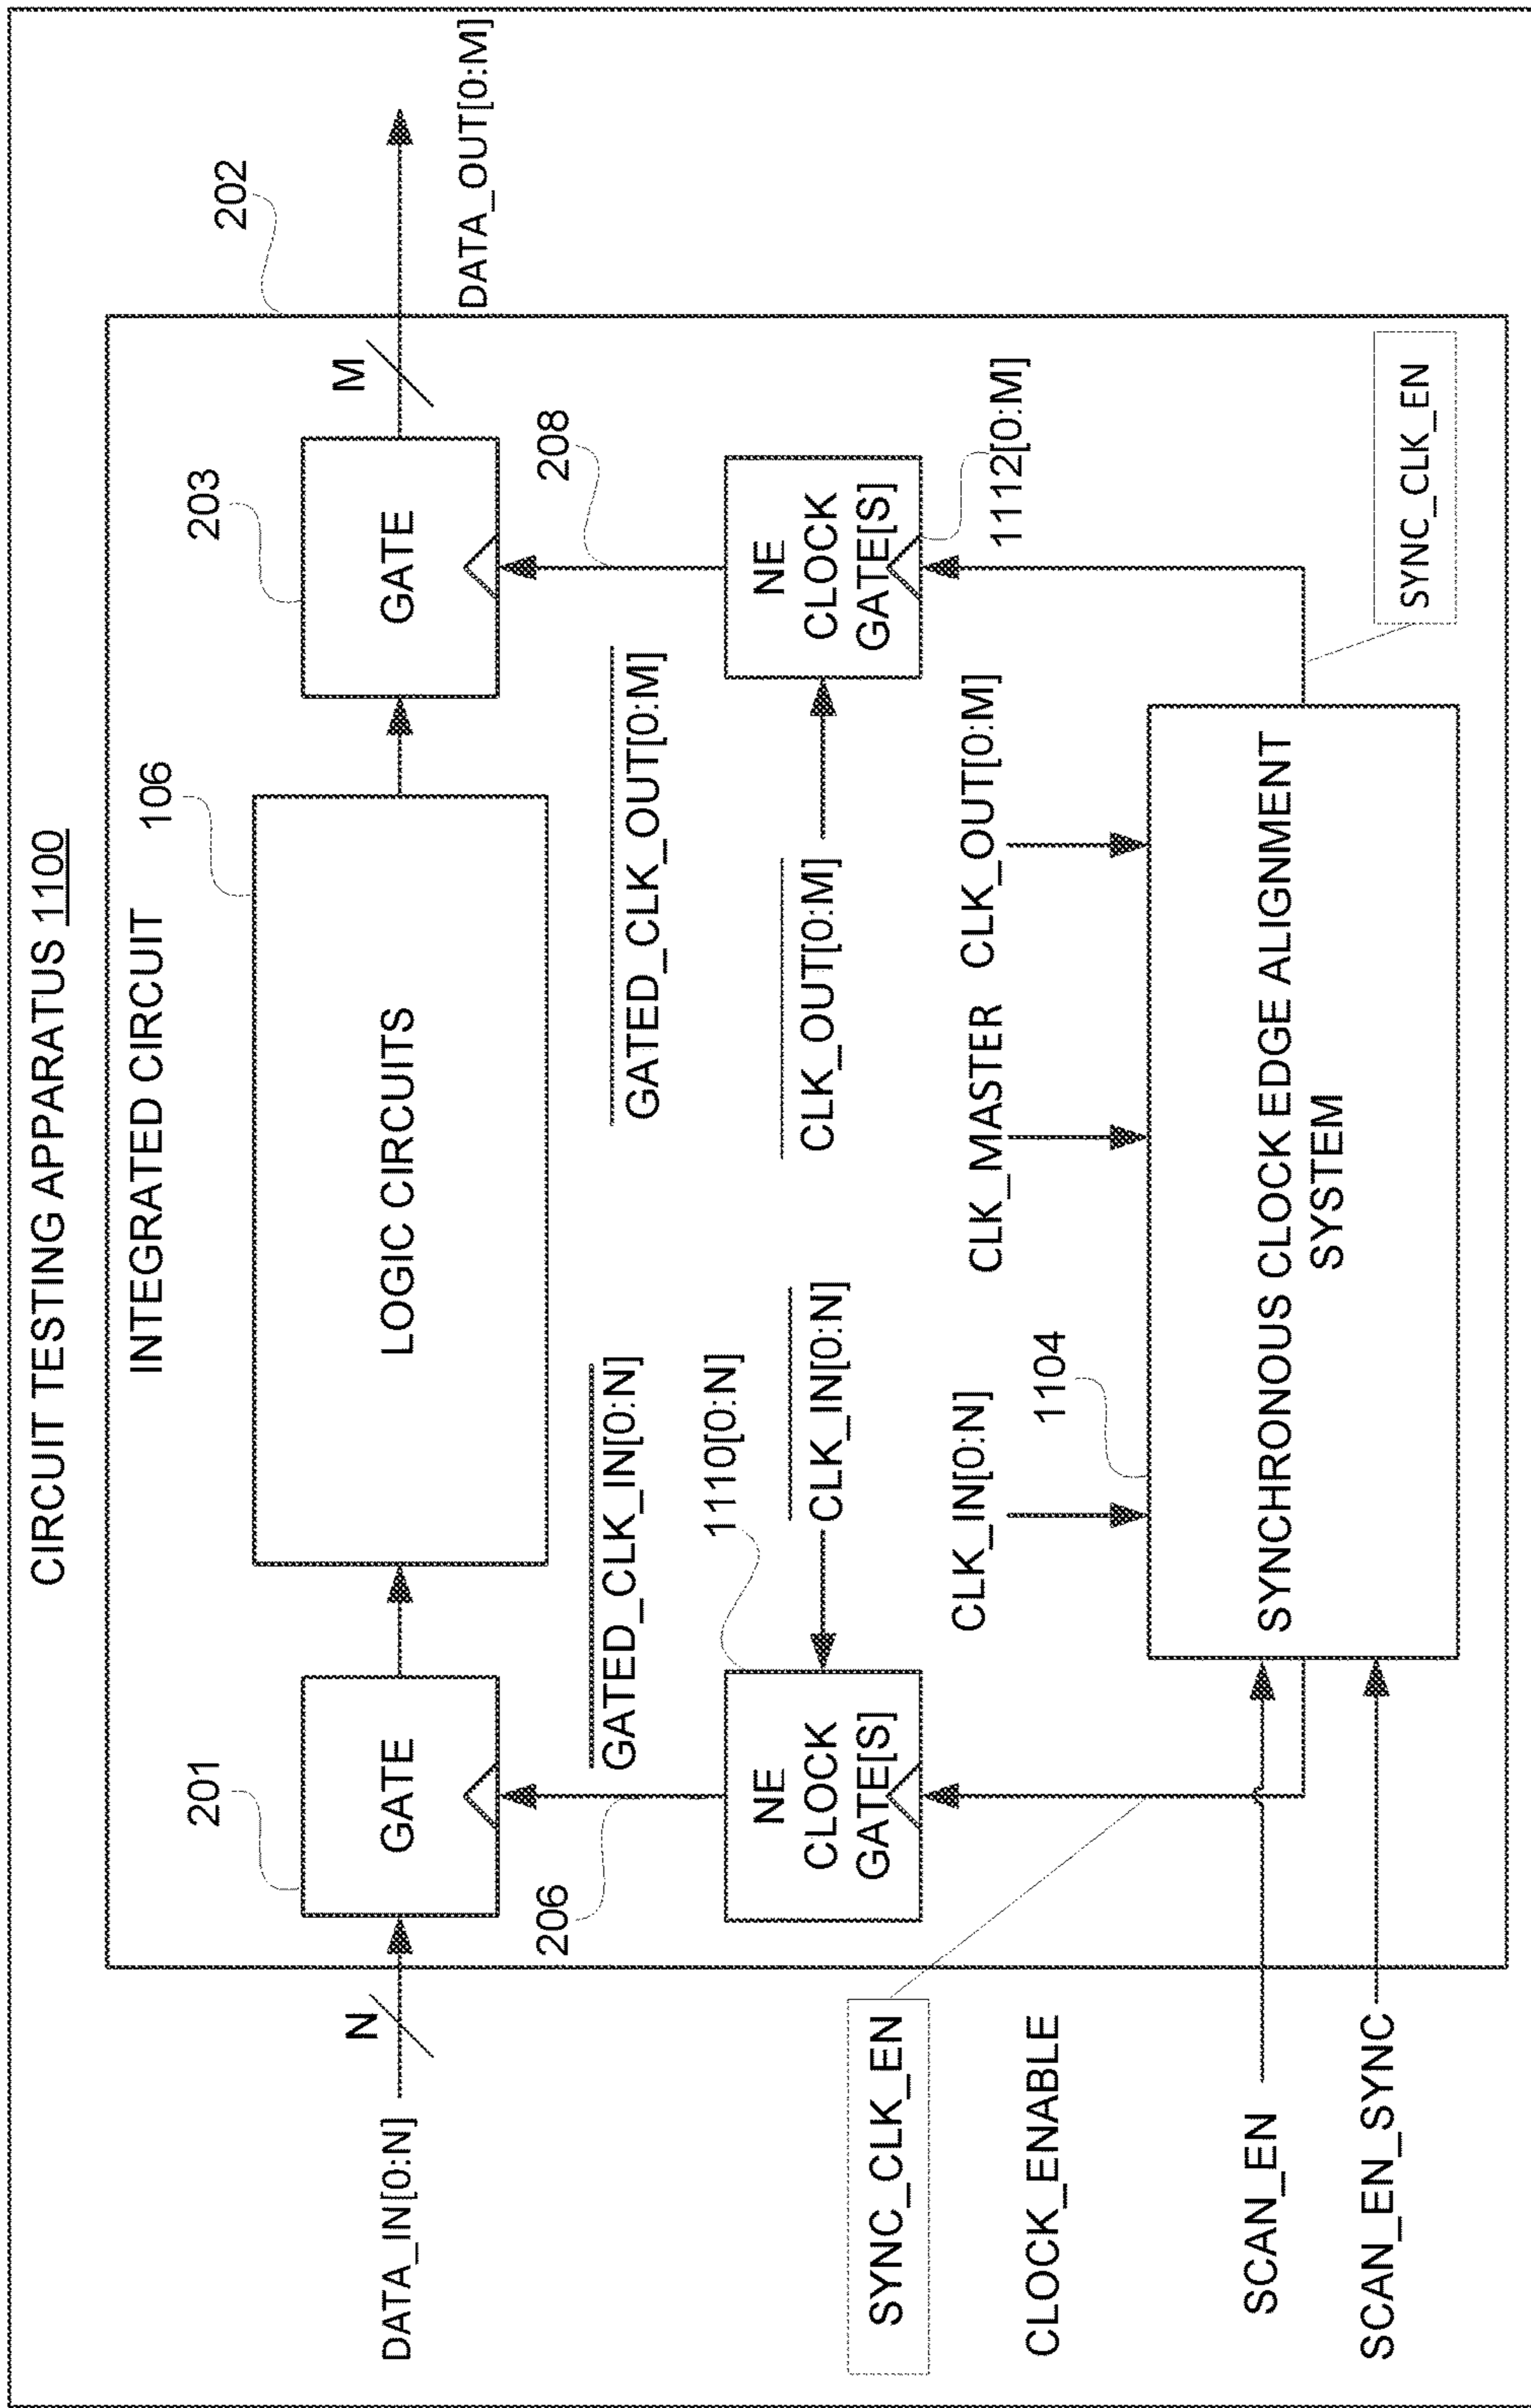 CIRCUIT TESTING APPARATUS 1100
INTEGRATED CIRCUIT
202
201
106
203
DATA_IN[0:N]
N
GATE
LOGIC CIRCUITS
GATE
M
DATA_OUT[0:M]
206
GATED_CLK_IN[0:N]
GATED_CLK_OUT[0:M]
208
1110[0:N]
NE
CLOCK
GATE[S]
CLK_IN[0:N]
CLK_OUT[0:M]
NE
CLOCK
GATE[S]
1112[0:M]
SYNC_CLK_EN
CLOCK_ENABLE
CLK_IN[0:N]
CLK_MASTER
CLK_OUT[0:M]
1104
SCAN_EN
SCAN_EN_SYNC
SYNCHRONOUS CLOCK EDGE ALIGNMENT
SYSTEM
SYNC_CLK_EN